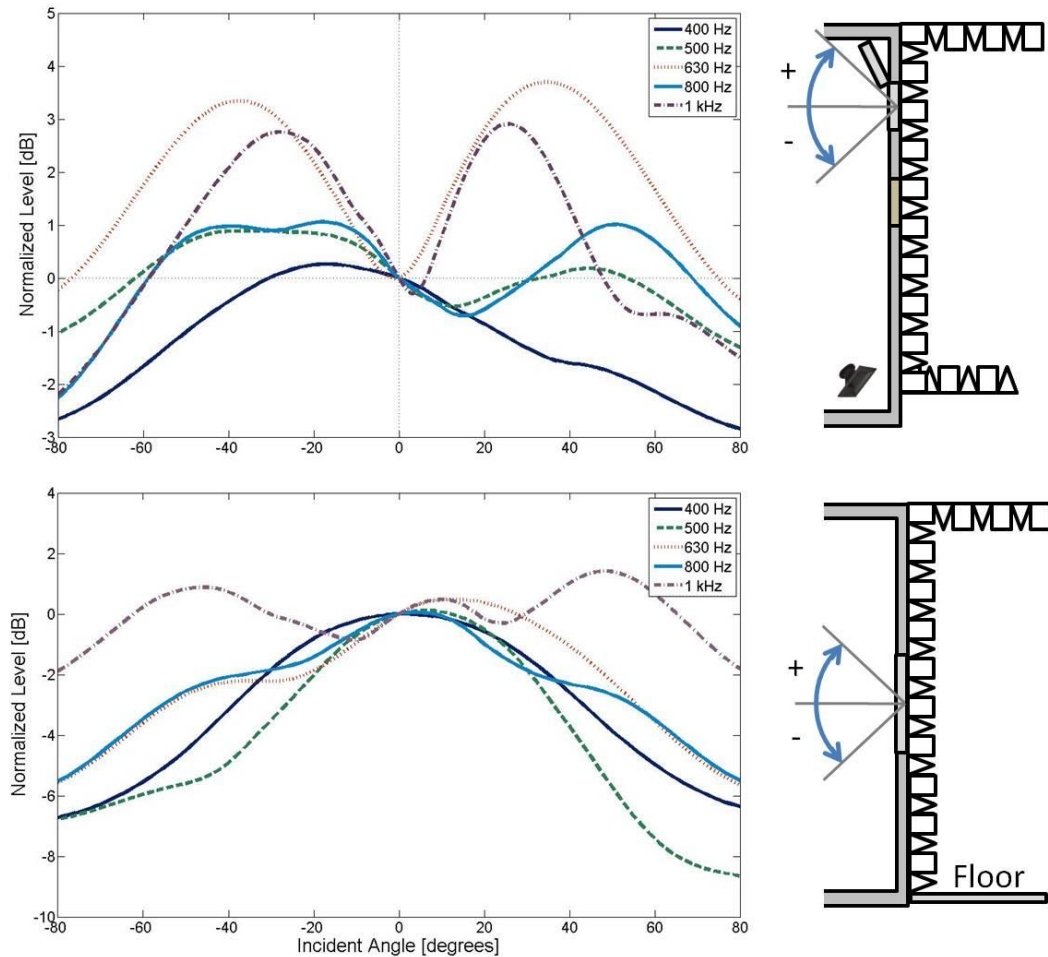 5
4
3
2
1
0
-1
-2
-3
Normalized Level [dB]
-80
-60
-40
-20
0
20
40
60
80
400 Hz
500 Hz
630 Hz
800 Hz
1 kHz
+
-
4
2
0
-2
-4
-6
-8
-10
Normalized Level [dB]
-80
-60
-40
-20
0
20
40
60
80
Incident Angle [degrees]
400 Hz
500 Hz
630 Hz
800 Hz
1 kHz
+
-
Floor